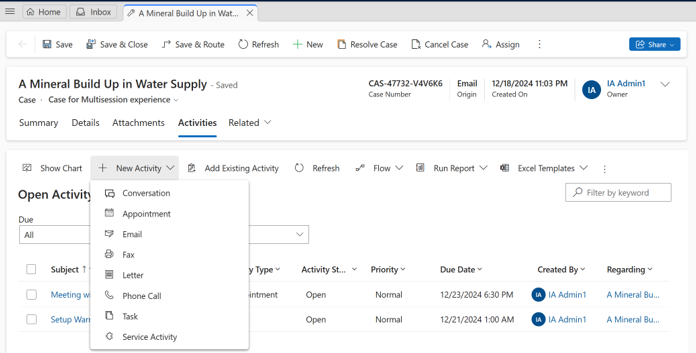 Home
Inbox
A Mineral Build Up in Wat...
Save
Save & Close
Save & Route
Refresh
New
Resolve Case
Cancel Case
Assign
Share
A Mineral Build Up in Water Supply - Saved
Case · Case for Multisession experience
CAS-47732-V4V6K6
Case Number
Email
Origin
12/18/2024 11:03 PM
Created On
IA
IA Admin1
Owner
Summary
Details
Attachments
Activities
Related
Show Chart
New Activity
Add Existing Activity
Refresh
Flow
Run Report
Excel Templates
Open Activity
Filter by keyword
Due
All
Conversation
Appointment
Email
Fax
Letter
Phone Call
Task
Service Activity
Subject ↑
y Type
Activity St...
Priority
Due Date
Created By
Regarding
Meeting w
ntment
Open
Normal
12/23/2024 6:30 PM
IA
IA Admin1
A Mineral Bu...
Setup Warr
Open
Normal
12/21/2024 1:00 AM
IA
IA Admin1
A Mineral Bu...